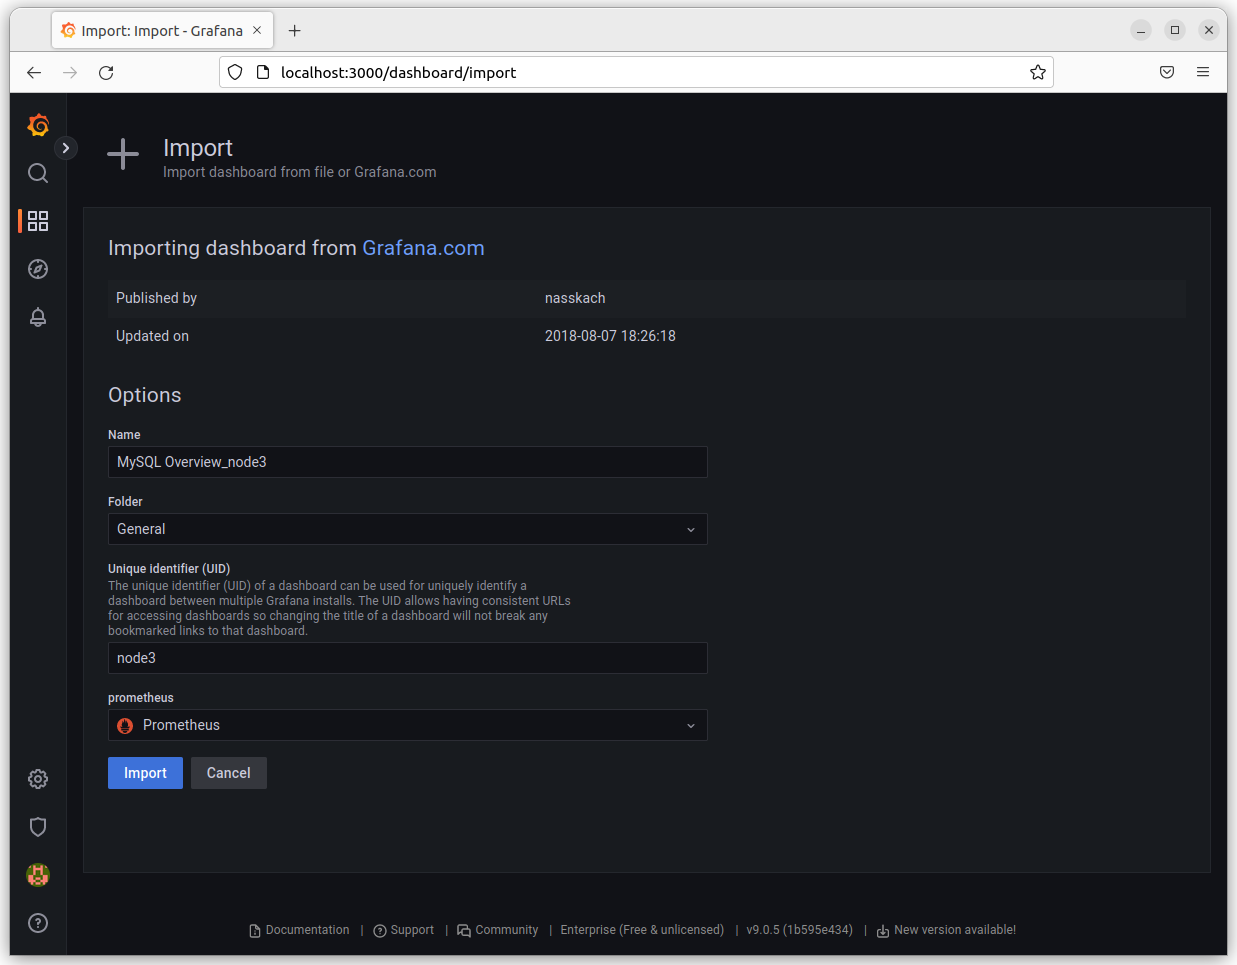 Import: Import - Grafana
localhost:3000/dashboard/import
Import
Import dashboard from file or Grafana.com
Importing dashboard from Grafana.com
Published by nasskach
Updated on 2018-08-07 18:26:18
Options
Name
MySQL Overview_node3
Folder
General
Unique identifier (UID)
The unique identifier (UID) of a dashboard can be used for uniquely identify a
dashboard between multiple Grafana installs. The UID allows having consistent URLs
for accessing dashboards so changing the title of a dashboard will not break any
bookmarked links to that dashboard.
node3
prometheus
Prometheus
Import Cancel
Documentation | Support | Community | Enterprise (Free & unlicensed) | v9.0.5 (1b595e434) | New version available!